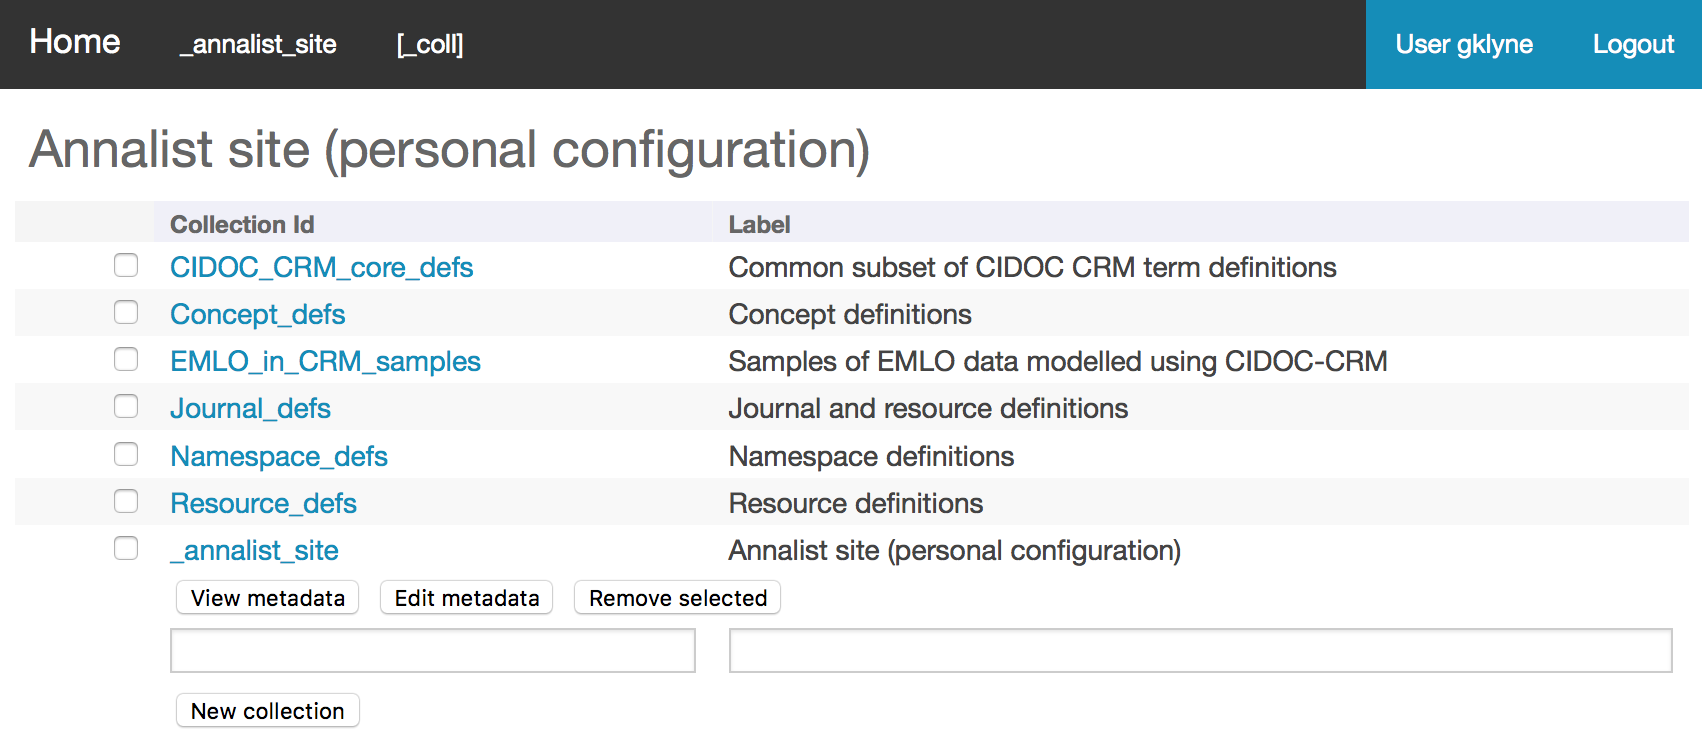 Home _annalist_site [_coll] User gklyne Logout
Annalist site (personal configuration)
Collection Id Label
CIDOC_CRM_core_defs Common subset of CIDOC CRM term definitions
Concept_defs Concept definitions
EMLO_in_CRM_samples Samples of EMLO data modelled using CIDOC-CRM
Journal_defs Journal and resource definitions
Namespace_defs Namespace definitions
Resource_defs Resource definitions
_annalist_site Annalist site (personal configuration)
View metadata Edit metadata Remove selected
New collection